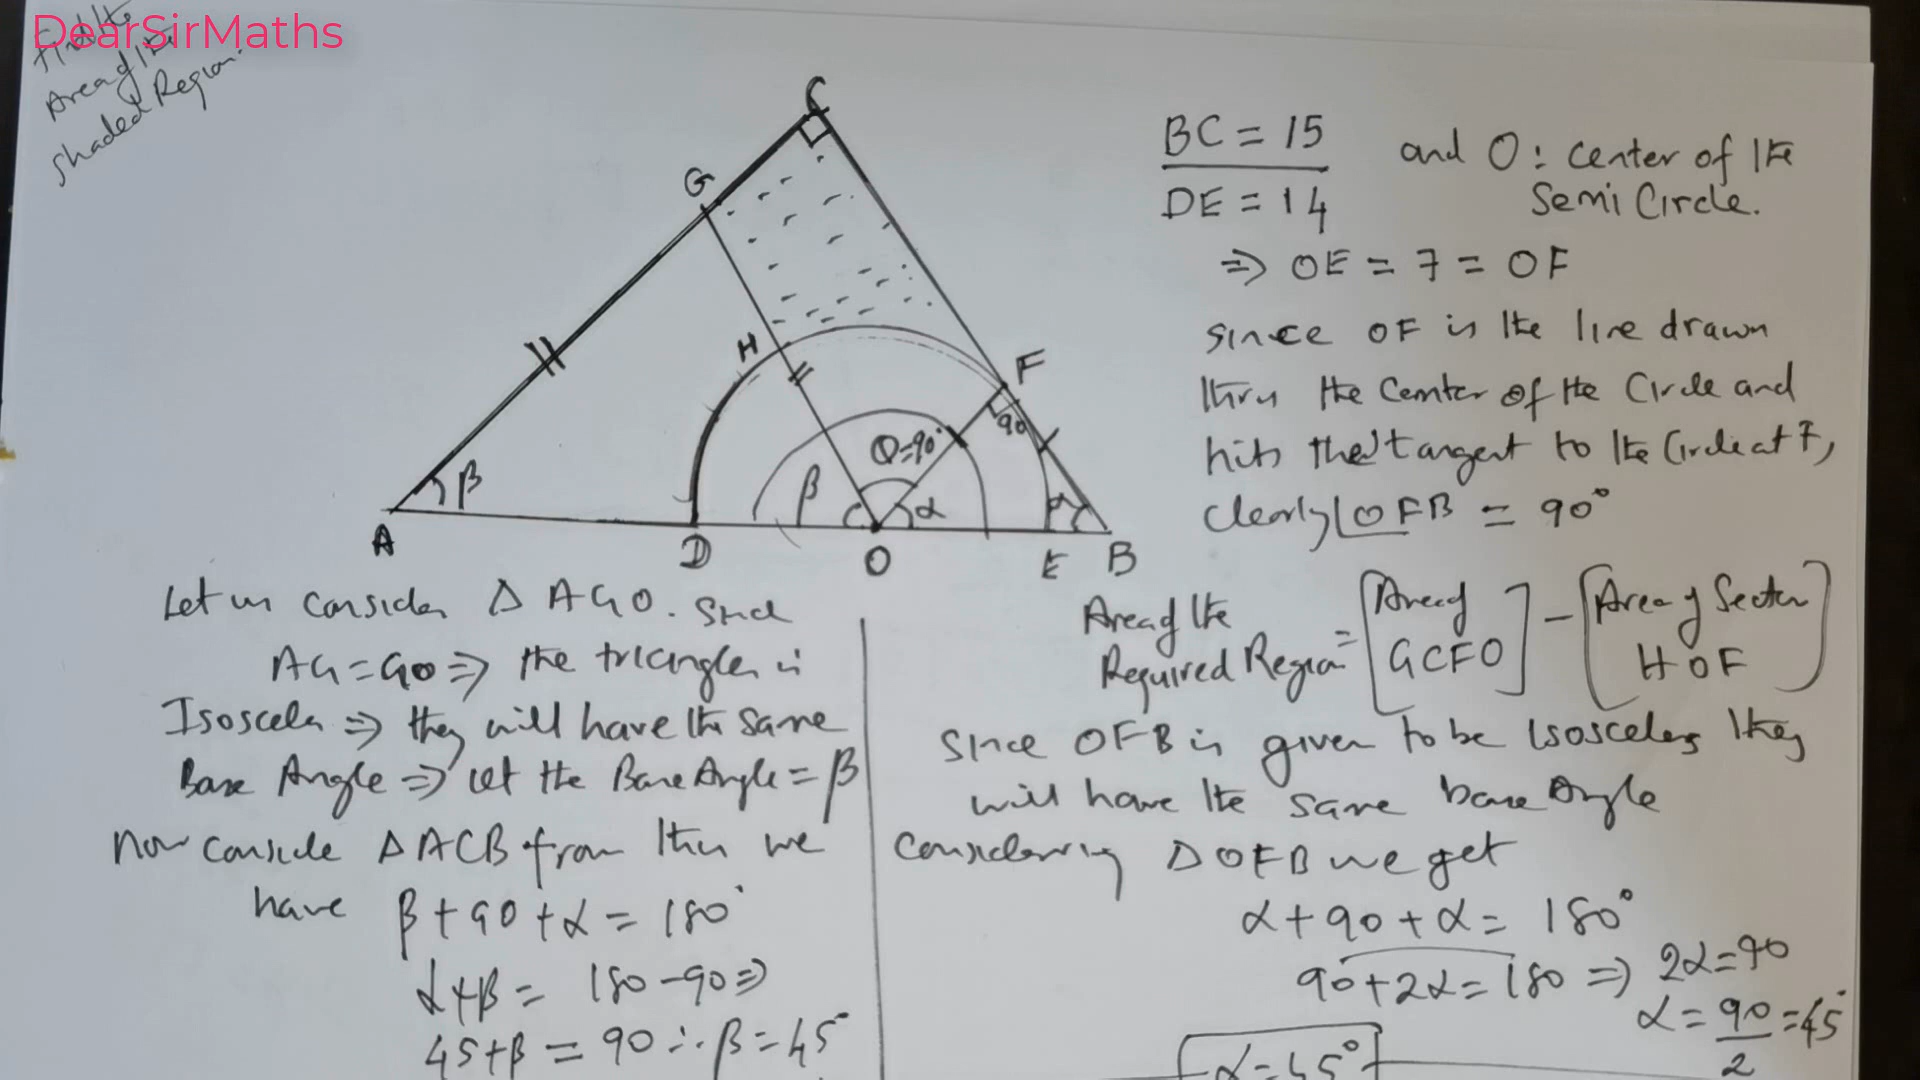 DearSirMaths
Find the
Area of the
Shaded Region.
C
G
H
F
90
Θ=90°
β
β
α
α
A
D
O
E
B
BC = 15
DE = 14
and O: Center of the
Semi Circle.
⇒ OE = 7 = OF
since OF is the line drawn
thru the Center of the Circle and
hits the tangent to the Circle at F,
clearly ∠OFB = 90°
Let us consider Δ AGO. Since
AG = GO ⇒ the triangle is
Isosceles ⇒ they will have the same
Base Angle ⇒ Let the Base Angle = β
Now conside Δ ACB from this we
have β + 90 + α = 180°
α + β = 180 - 90 ⇒
45 + β = 90 ∴ β = 45°
Area of the
Required Region = [Area of GCFO] - [Area of Sector HOF]
Since OFB is given to be Isosceles they
will have the same base Angle
Considering Δ OFB we get
α + 90 + α = 180°
90 + 2α = 180 ⇒ 2α = 90
α = 90/2 = 45°
α = 45°